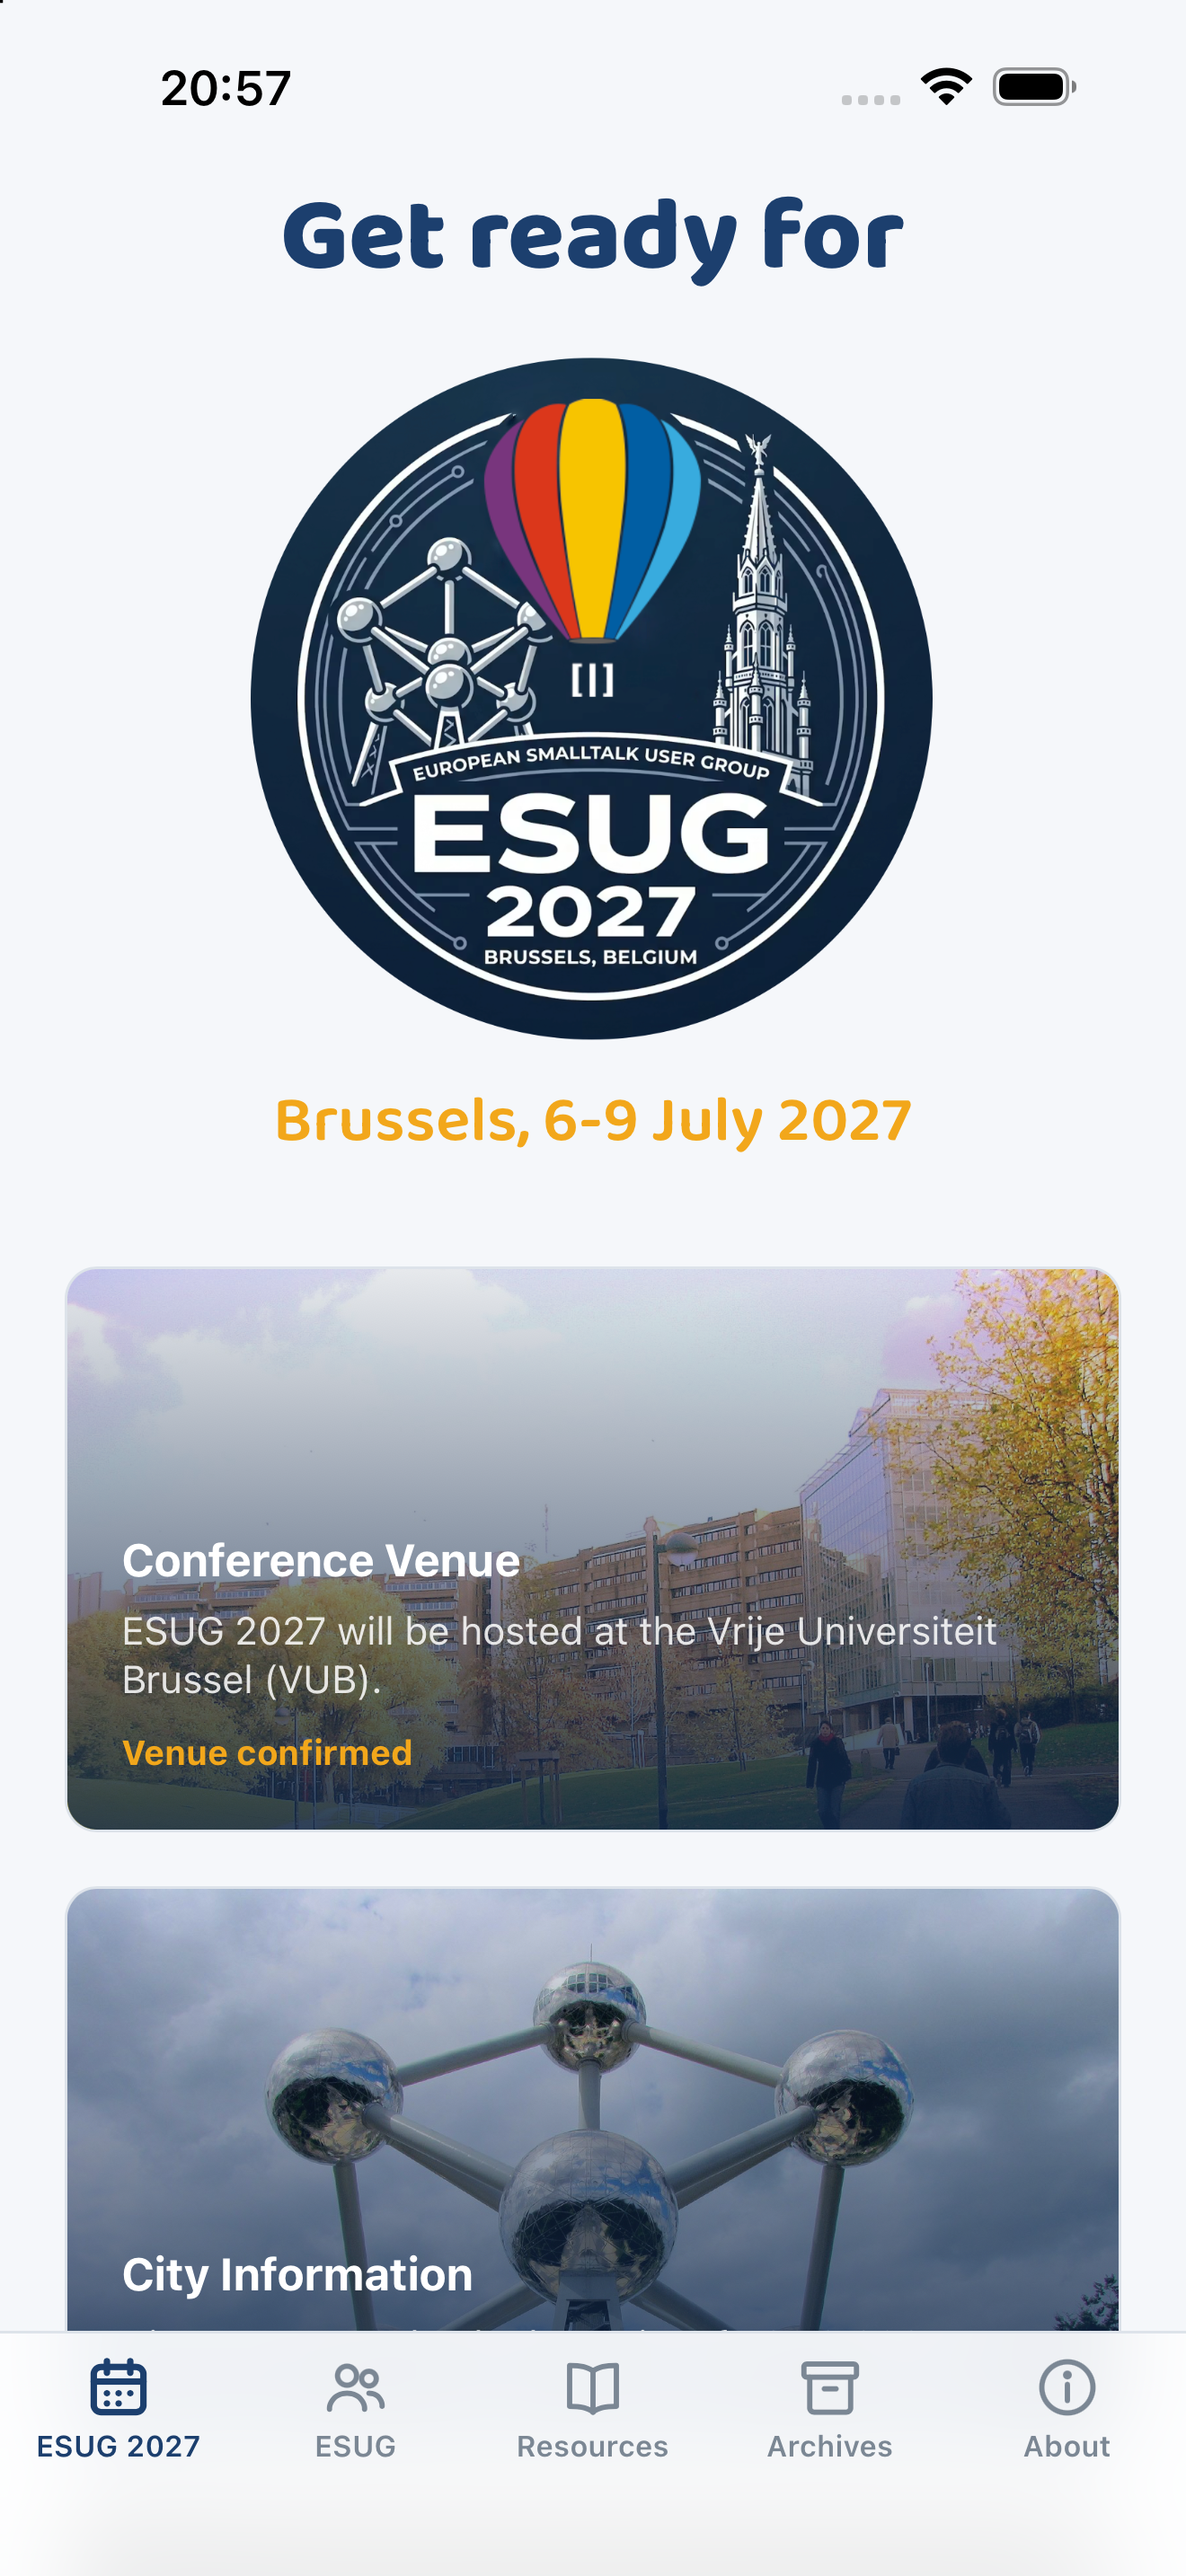 20:57
Get ready for
[|]
EUROPEAN SMALLTALK USER GROUP
ESUG
2027
BRUSSELS, BELGIUM
Brussels, 6-9 July 2027
Conference Venue
ESUG 2027 will be hosted at the Vrije Universiteit
Brussel (VUB).
Venue confirmed
City Information
ESUG 2027
ESUG
Resources
Archives
About